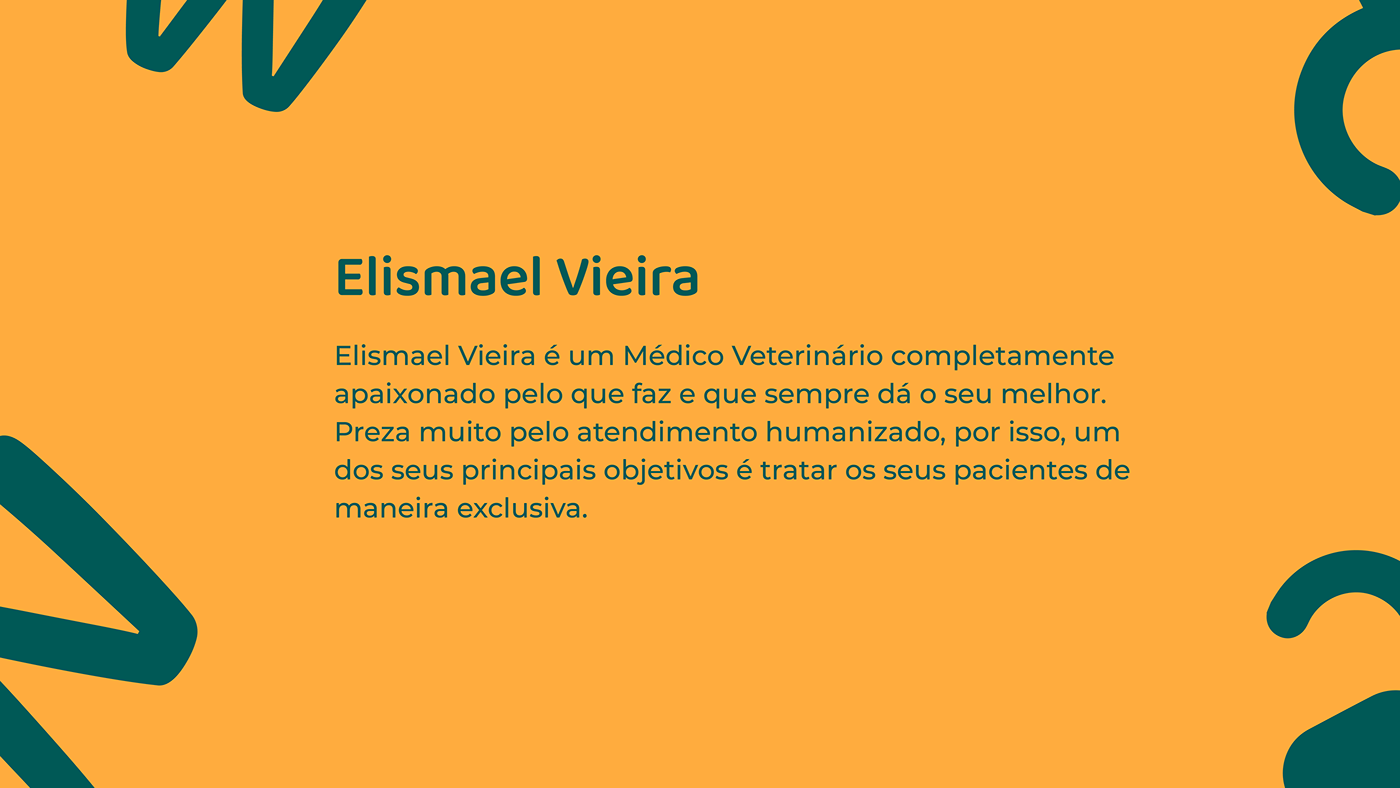 Elismael Vieira
Elismael Vieira é um Médico Veterinário completamente
apaixonado pelo que faz e que sempre dá o seu melhor.
Preza muito pelo atendimento humanizado, por isso, um
dos seus principais objetivos é tratar os seus pacientes de
maneira exclusiva.